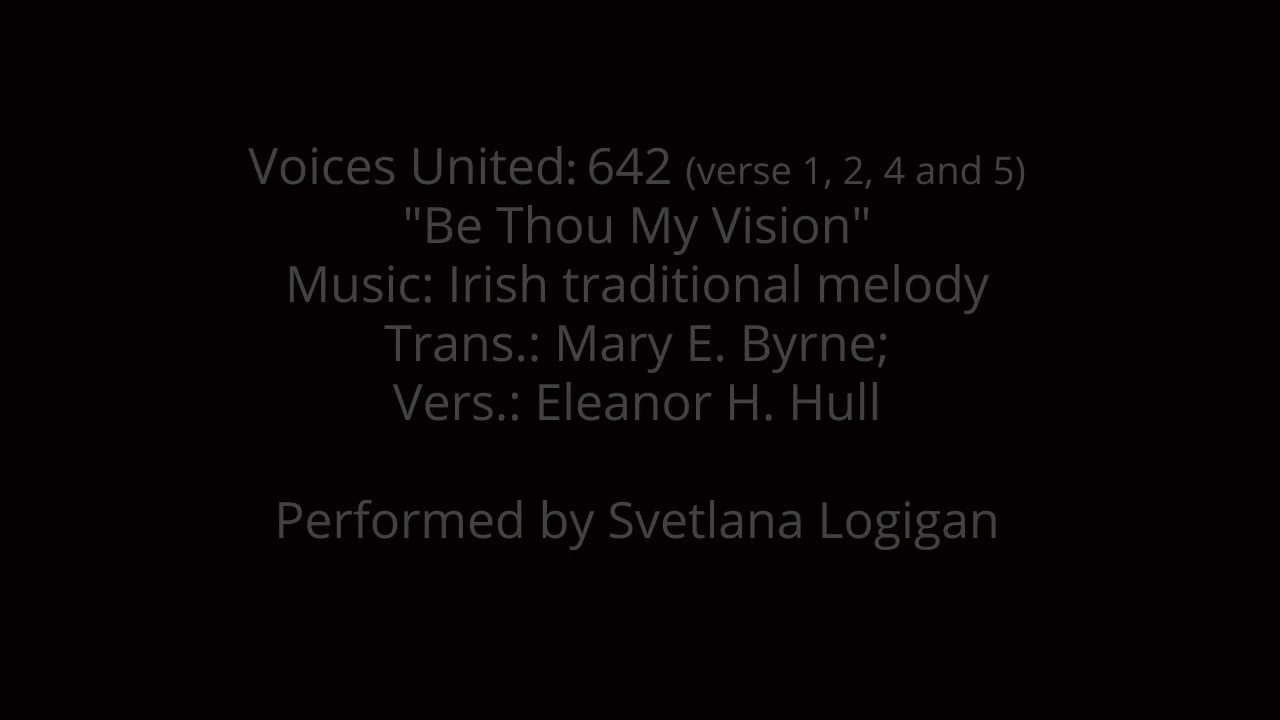 Voices United: 642 (verse 1, 2, 4 and 5)
"Be Thou My Vision"
Music: Irish traditional melody
Trans.: Mary E. Byrne;
Vers.: Eleanor H. Hull
Performed by Svetlana Logigan